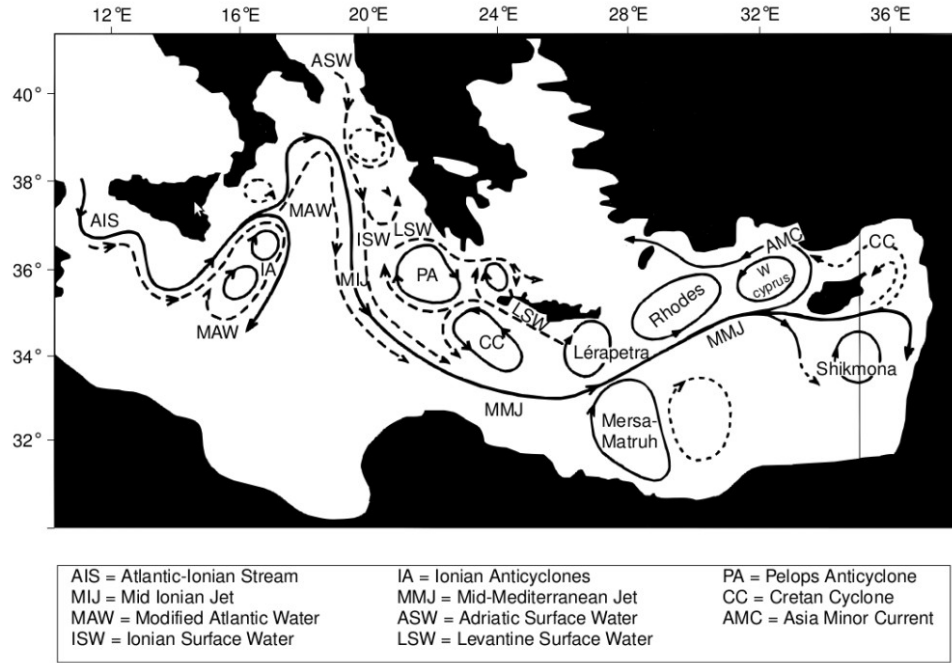 12°E 16°E 20°E 24°E 28°E 32°E 36°E
40°
38°
36°
34°
32°
ASW
AIS
MAW
IA
MAW
ISW
LSW
MIJ
PA
LSW
CC
MMJ
Lérapetra
Mersa-
Matruh
Rhodes
W
cyprus
AMC
CC
MMJ
Shikmona
AIS = Atlantic-Ionian Stream
MIJ = Mid Ionian Jet
MAW = Modified Atlantic Water
ISW = Ionian Surface Water
IA = Ionian Anticyclones
MMJ = Mid-Mediterranean Jet
ASW = Adriatic Surface Water
LSW = Levantine Surface Water
PA = Pelops Anticyclone
CC = Cretan Cyclone
AMC = Asia Minor Current